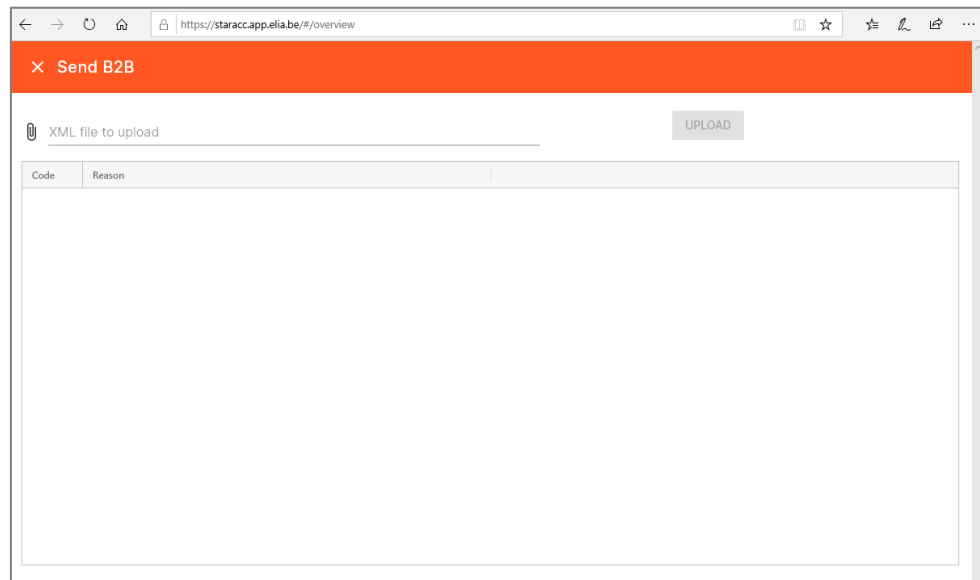 https://staracc.app.elia.be/#/overview
Send B2B
XML file to upload
UPLOAD
Code Reason